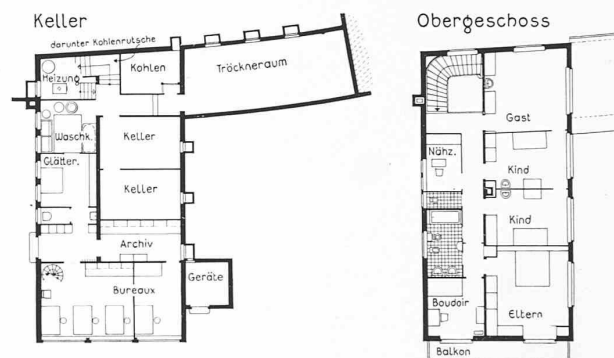 Keller
darunter Kohlenrutsche
Heizung
Kohlen
Tröckneraum
Waschk.
Keller
Glätter.
Keller
Archiv
Geräte
Bureaux
Obergeschoss
Gast
Nähz.
Kind
Kind
Boudoir
Eltern
Balkon